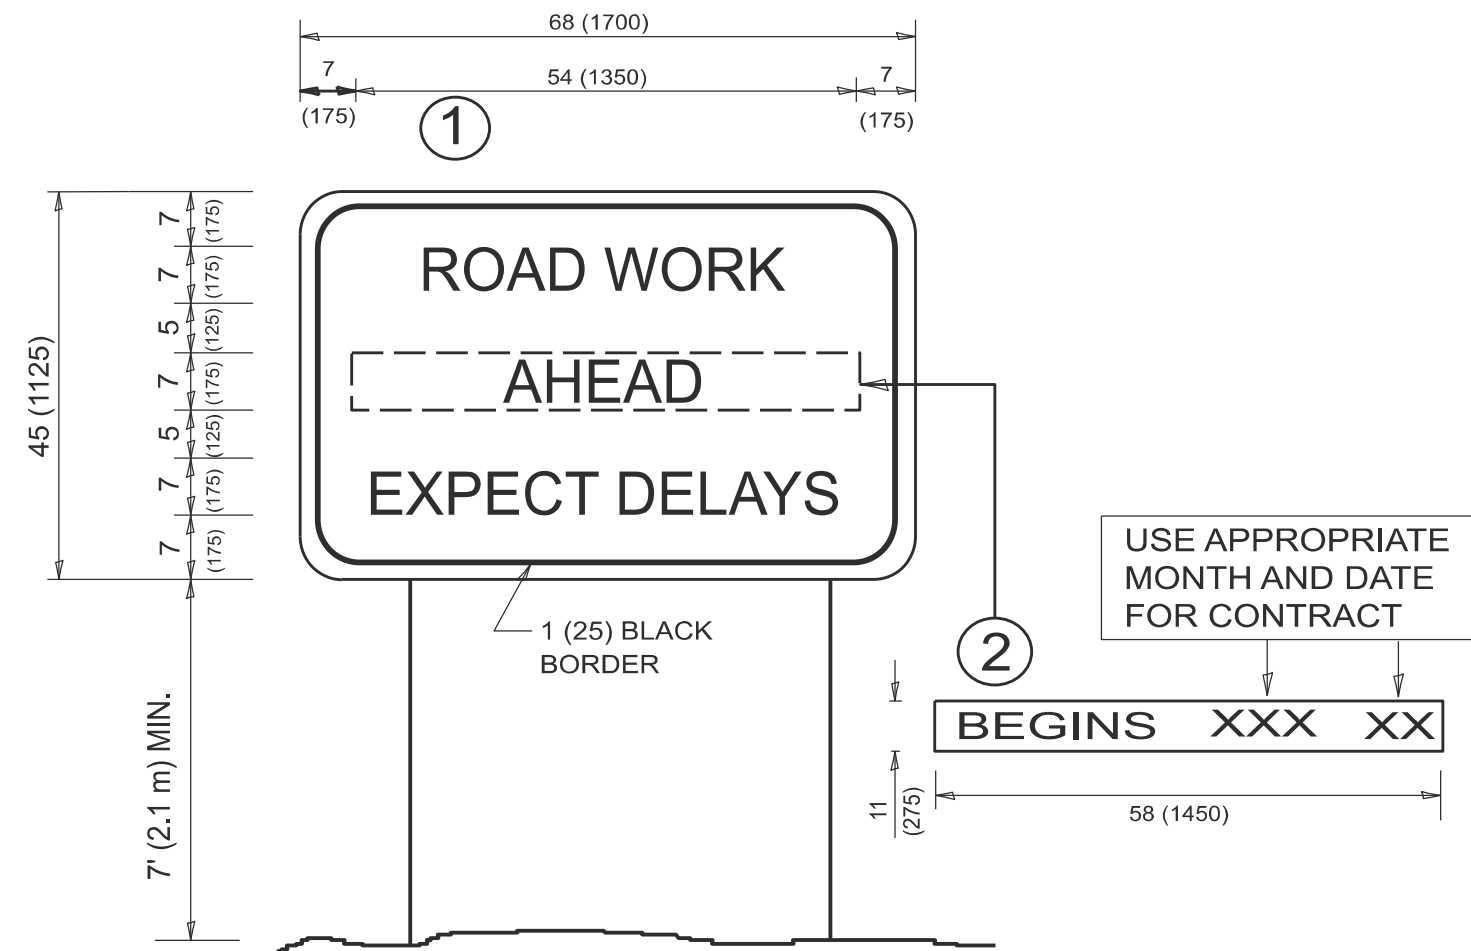 68 (1700)
7
54 (1350)
7
(175)
(175)
1
7
(175)
7
(175)
5
(125)
7
(175)
5
(125)
7
(175)
7
(175)
45 (1125)
ROAD WORK
AHEAD
EXPECT DELAYS
1 (25) BLACK
BORDER
7' (2.1 m) MIN.
2
USE APPROPRIATE
MONTH AND DATE
FOR CONTRACT
BEGINS XXX XX
11
(275)
58 (1450)